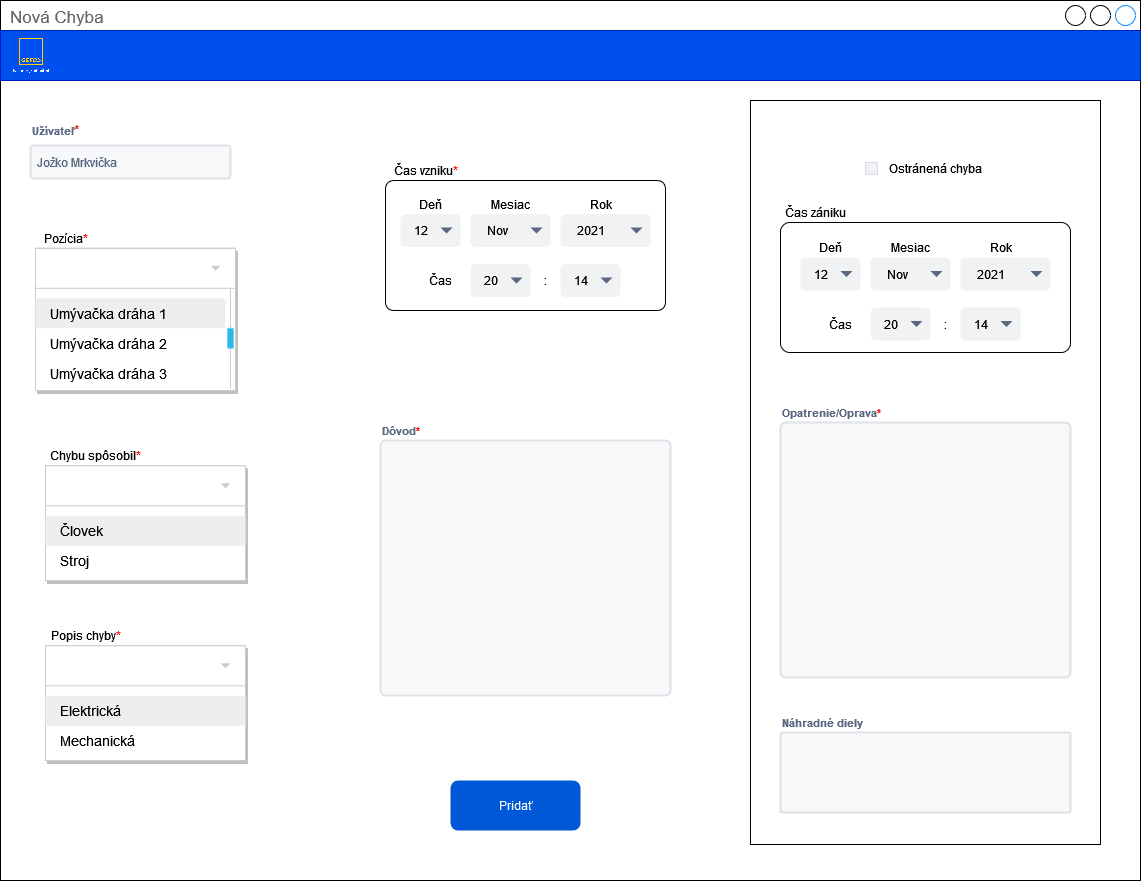 Nová Chyba
GEFCO
Užívateľ*
Jožko Mrkvička
Pozícia*
Umývačka dráha 1
Umývačka dráha 2
Umývačka dráha 3
Chybu spôsobil*
Človek
Stroj
Popis chyby*
Elektrická
Mechanická
Čas vzniku*
Deň Mesiac Rok
12 Nov 2021
Čas 20 : 14
Dôvod*
Pridať
Ostránená chyba
Čas zániku
Deň Mesiac Rok
12 Nov 2021
Čas 20 : 14
Opatrenie/Oprava*
Náhradné diely